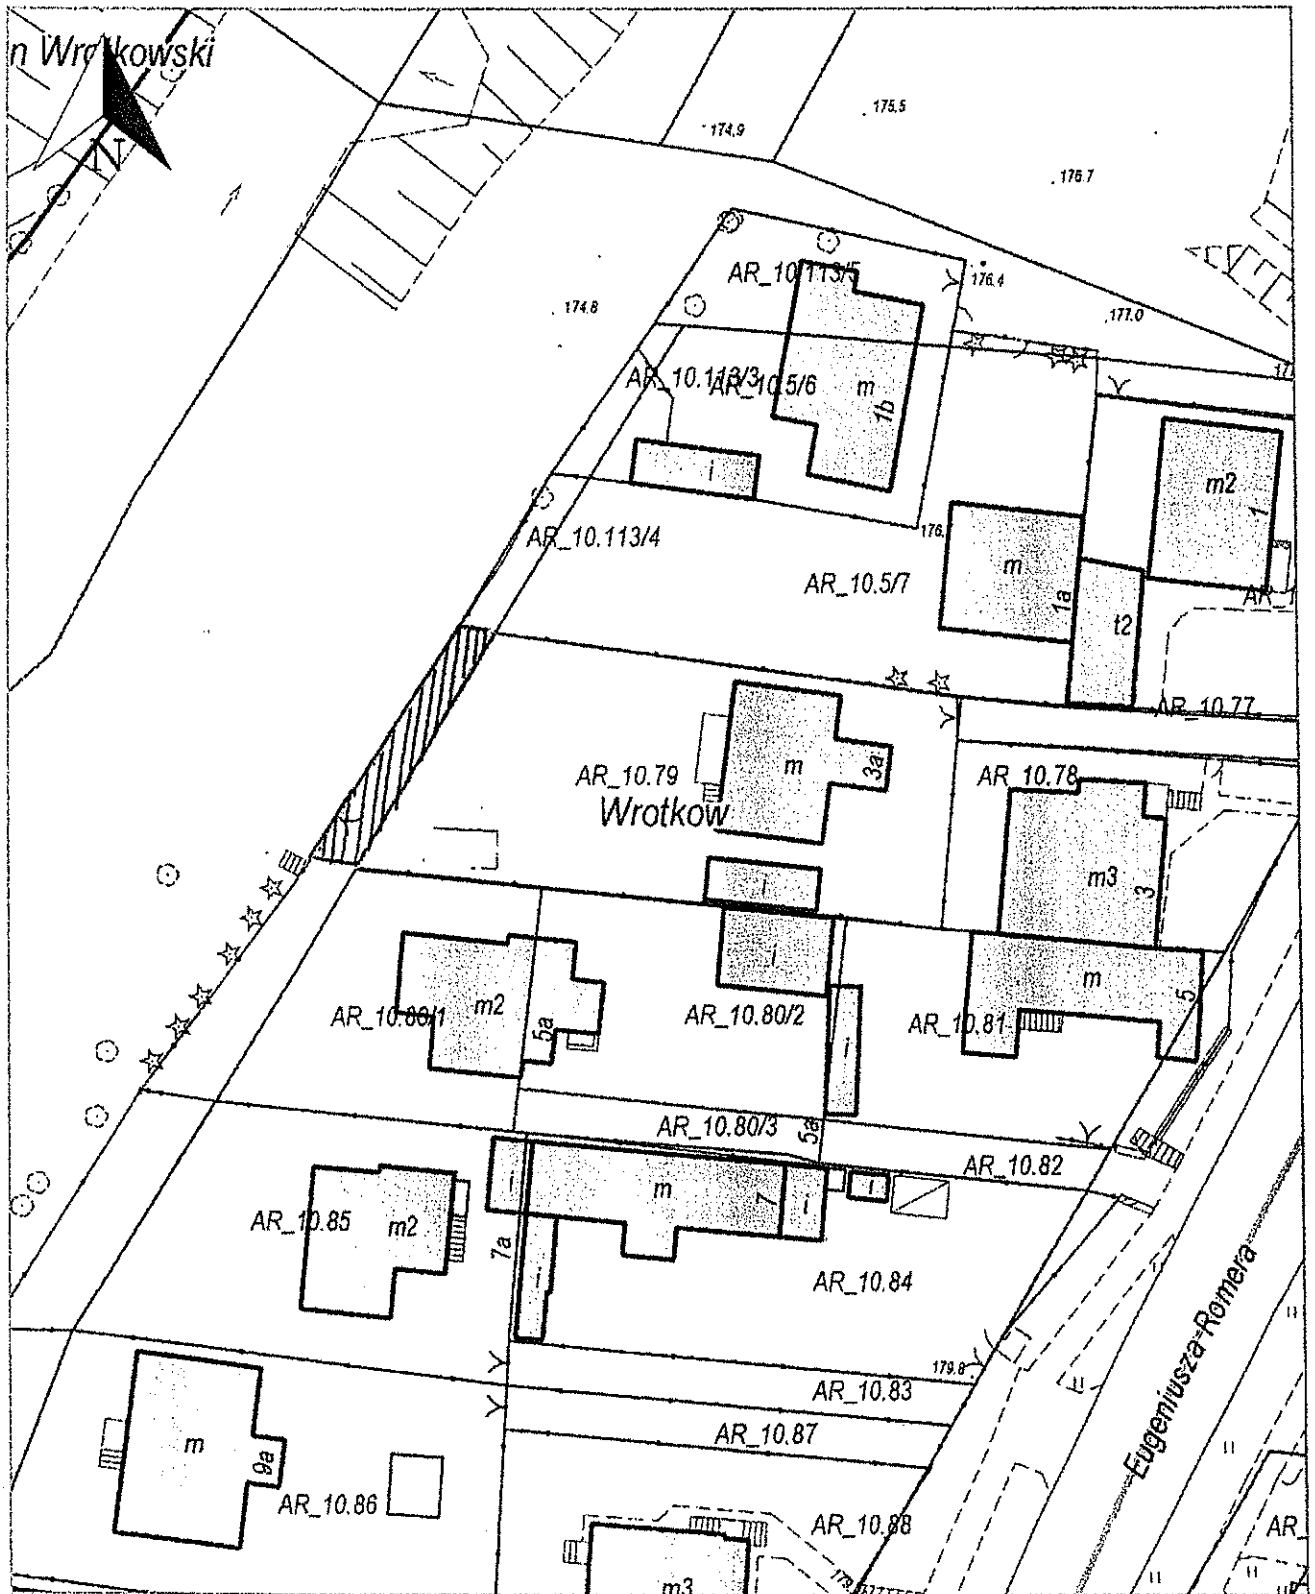 n Wrotkowski
N
175.5
174.9
176.7
AR_10.113/5
176.4
174.8
177.0
AR_10.113/3
AR_10.5/6
m
1b
i
m2
1
176.
AR_10.113/4
AR_10.5/7
m
1a
t2
AR_10.77
AR_10.79
m
3a
AR_10.78
Wrotków
m3
3
i
i
m
5
AR_10.80/1
m2
5a
AR_10.80/2
i
AR_10.81
AR_10.80/3
5a
AR_10.82
i
m
7
i
i
AR_10.85
m2
7a
i
AR_10.84
Eugeniusza Romera
179.8
AR_10.83
AR_10.87
m
9a
AR_10.86
AR_10.88
AR_
m3